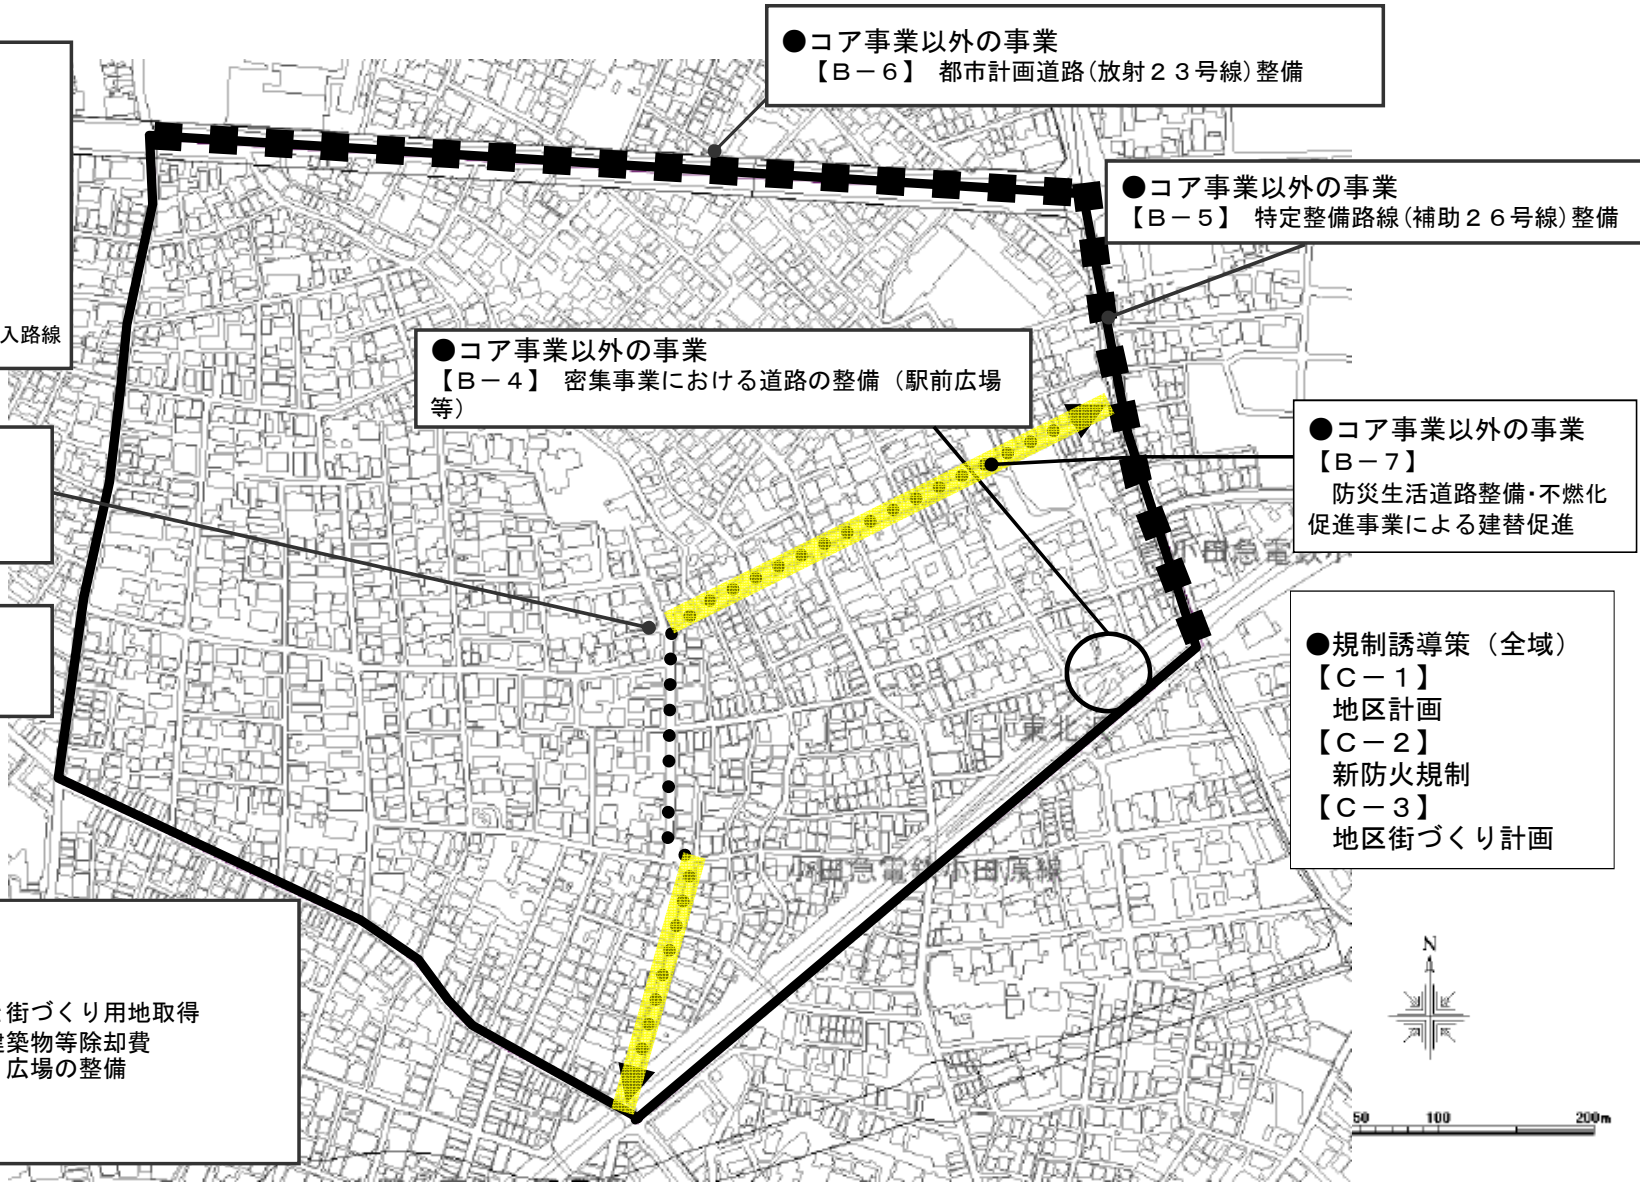 ●コア事業以外の事業
【B－6】 都市計画道路(放射23号線)整備
●コア事業以外の事業
【B－5】 特定整備路線(補助26号線)整備
入路線
●コア事業以外の事業
【B－4】 密集事業における道路の整備（駅前広場
等）
●コア事業以外の事業
【B－7】
防災生活道路整備・不燃化
促進事業による建替促進
小田急電鉄小
●規制誘導策（全域）
【C－1】
地区計画
【C－2】
新防火規制
【C－3】
地区街づくり計画
東北
小田急電鉄小田原線
街づくり用地取得
建築物等除却費
広場の整備
N
50 100 200m